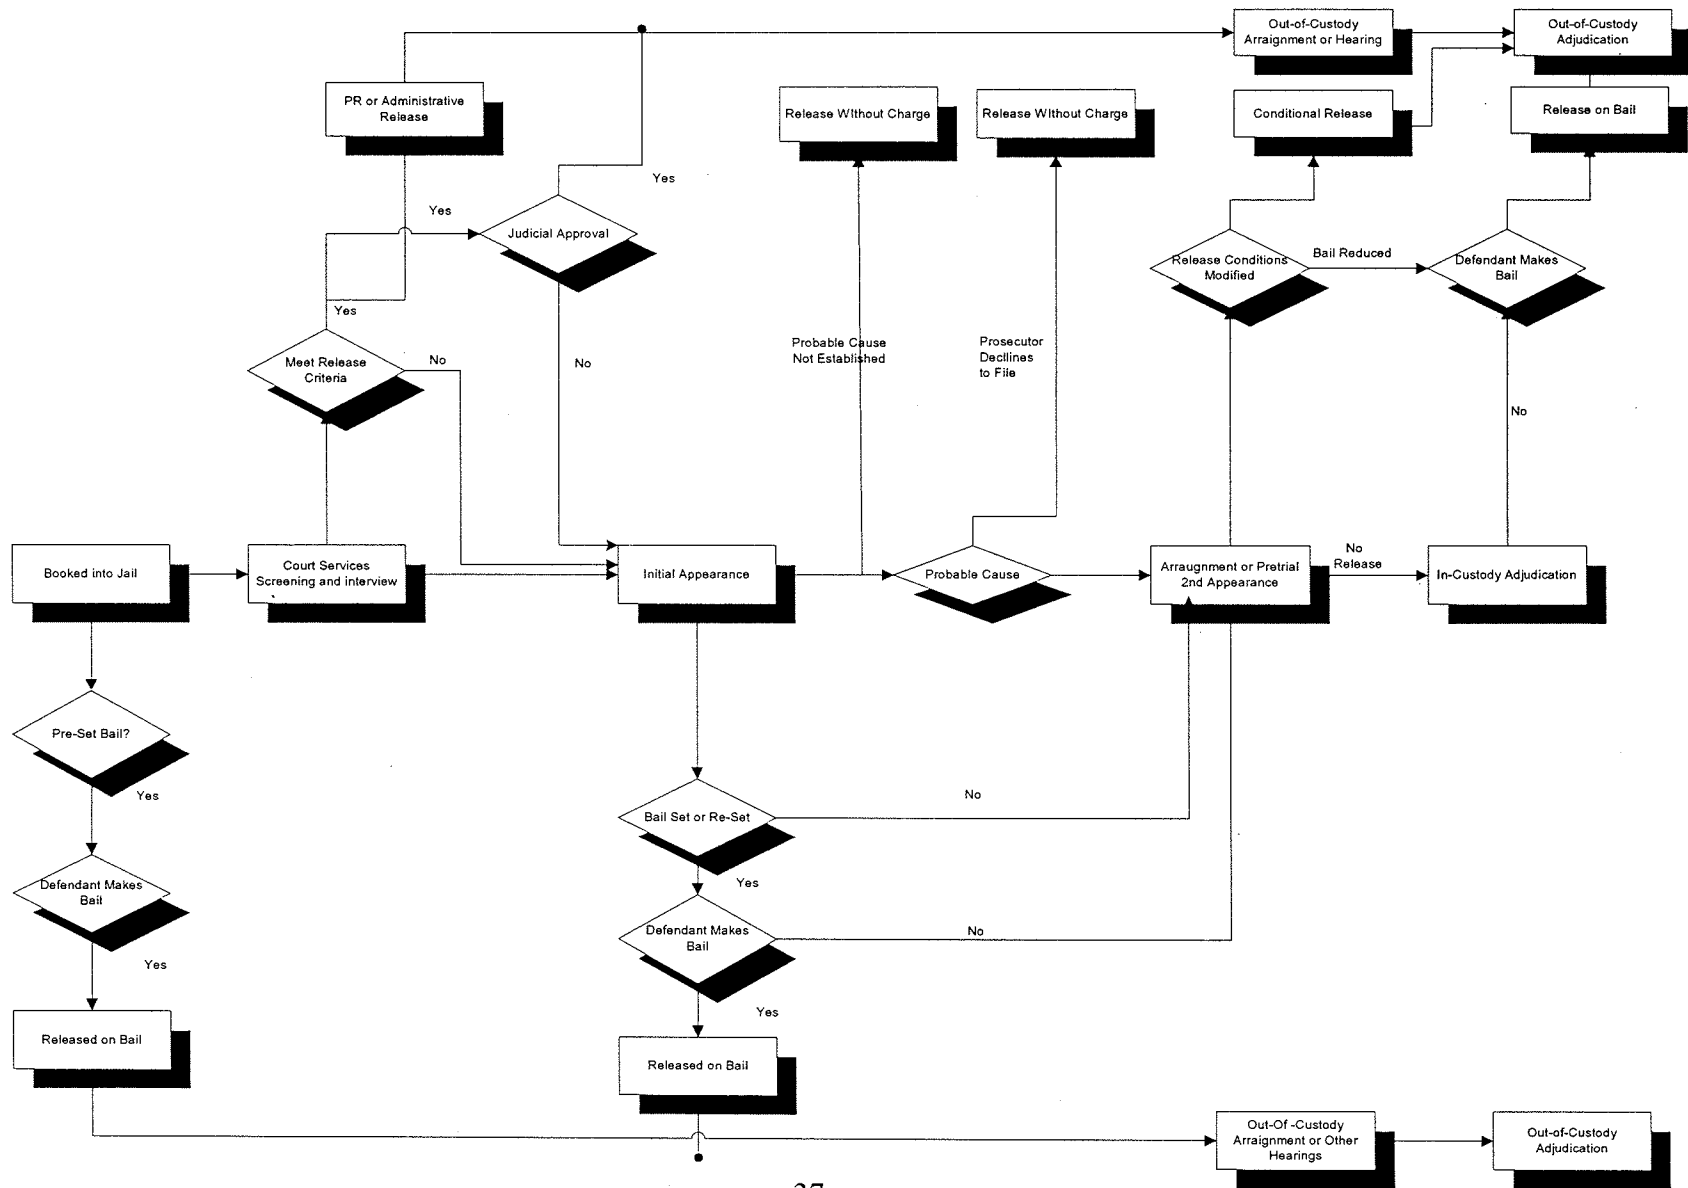 Out-of-Custody
Arraignment or Hearing
Out-of-Custody
Adjudication
PR or Administrative
Release
Release WIthout Charge
Release WIthout Charge
Conditional Release
Release on Bail
Yes
Yes
Judicial Approval
Release Conditions
Modified
Bail Reduced
Defendant Makes
Bail
Yes
Meet Release
Criteria
No
No
Probable Cause
Not Established
Prosecutor
Decllines
to File
No
Booked into Jail
Court Services
Screening and interview
Initial Appearance
Probable Cause
Arraugnment or Pretrial
2nd Appearance
No
Release
In-Custody Adjudication
Pre-Set Bail?
Yes
Bail Set or Re-Set
No
Yes
Defendant Makes
Bail
Yes
Defendant Makes
Bail
No
Yes
Released on Bail
Released on Bail
Out-Of -Custody
Arraignment or Other
Hearings
Out-of-Custody
Adjudication
37